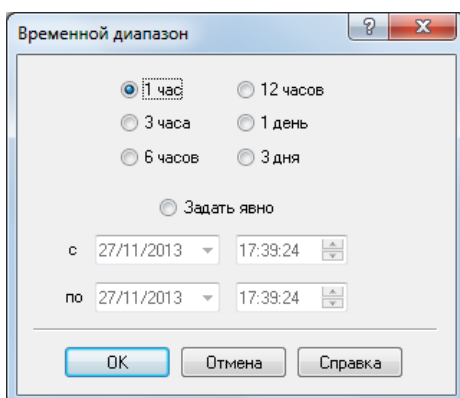 Временной диапазон
1 час 12 часов
3 часа 1 день
6 часов 3 дня
Задать явно
с 27/11/2013 17:39:24
по 27/11/2013 17:39:24
OK Отмена Справка